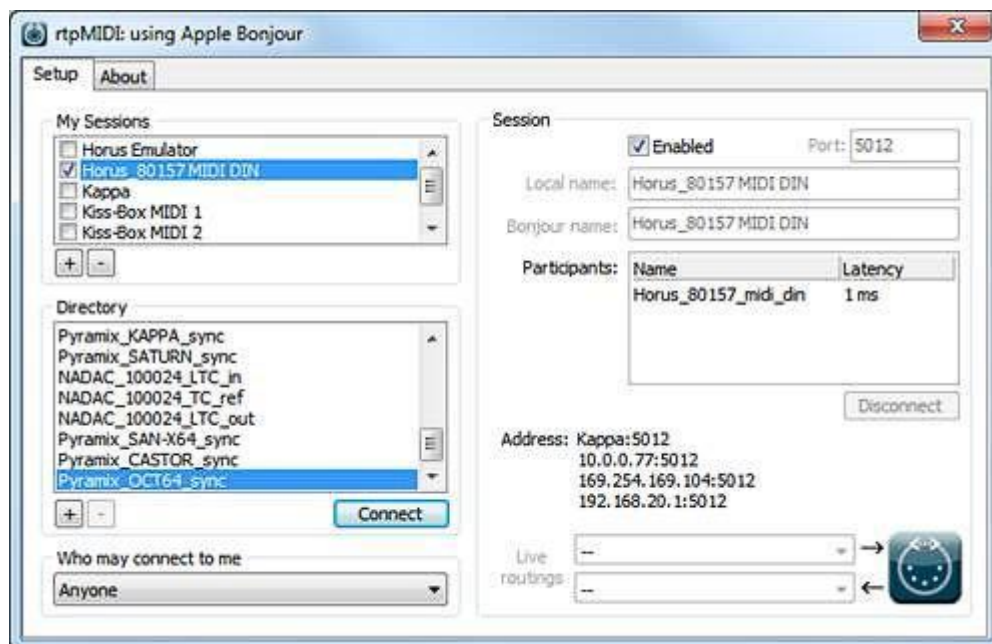 rtpMIDI: using Apple Bonjour
Setup About
My Sessions
Horus Emulator
Horus_80157 MIDI DIN
Kappa
Kiss-Box MIDI 1
Kiss-Box MIDI 2
+ -
Directory
Pyramix_KAPPA_sync
Pyramix_SATURN_sync
NADAC_100024_LTC_in
NADAC_100024_TC_ref
NADAC_100024_LTC_out
Pyramix_SAN-X64_sync
Pyramix_CASTOR_sync
Pyramix_OCT64_sync
+ - Connect
Who may connect to me
Anyone
Session
Enabled Port: 5012
Local name: Horus_80157 MIDI DIN
Bonjour name: Horus_80157 MIDI DIN
Participants: Name Latency
Horus_80157_midi_din 1 ms
Disconnect
Address: Kappa:5012
10.0.0.77:5012
169.254.169.104:5012
192.168.20.1:5012
Live --
routings --